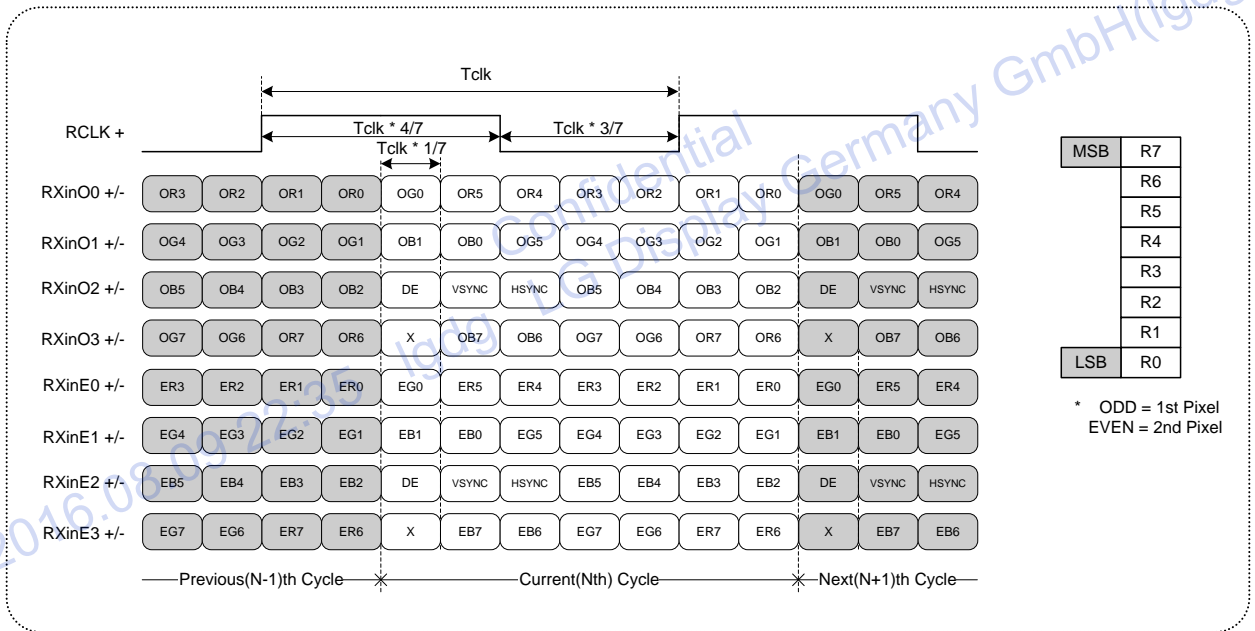 Tclk
RCLK +
Tclk * 4/7
Tclk * 3/7
Tclk * 1/7
RXinO0 +/- OR3 OR2 OR1 OR0 OG0 OR5 OR4 OR3 OR2 OR1 OR0 OG0 OR5 OR4
RXinO1 +/- OG4 OG3 OG2 OG1 OB1 OB0 OG5 OG4 OG3 OG2 OG1 OB1 OB0 OG5
RXinO2 +/- OB5 OB4 OB3 OB2 DE VSYNC HSYNC OB5 OB4 OB3 OB2 DE VSYNC HSYNC
RXinO3 +/- OG7 OG6 OR7 OR6 X OB7 OB6 OG7 OG6 OR7 OR6 X OB7 OB6
RXinE0 +/- ER3 ER2 ER1 ER0 EG0 ER5 ER4 ER3 ER2 ER1 ER0 EG0 ER5 ER4
RXinE1 +/- EG4 EG3 EG2 EG1 EB1 EB0 EG5 EG4 EG3 EG2 EG1 EB1 EB0 EG5
RXinE2 +/- EB5 EB4 EB3 EB2 DE VSYNC HSYNC EB5 EB4 EB3 EB2 DE VSYNC HSYNC
RXinE3 +/- EG7 EG6 ER7 ER6 X EB7 EB6 EG7 EG6 ER7 ER6 X EB7 EB6
Previous(N-1)th Cycle Current(Nth) Cycle Next(N+1)th Cycle
MSB R7
R6
R5
R4
R3
R2
R1
LSB R0
* ODD = 1st Pixel
EVEN = 2nd Pixel
Confidential
2016.08.09 22:35 lgdg LG Display Germany GmbH(lgdg